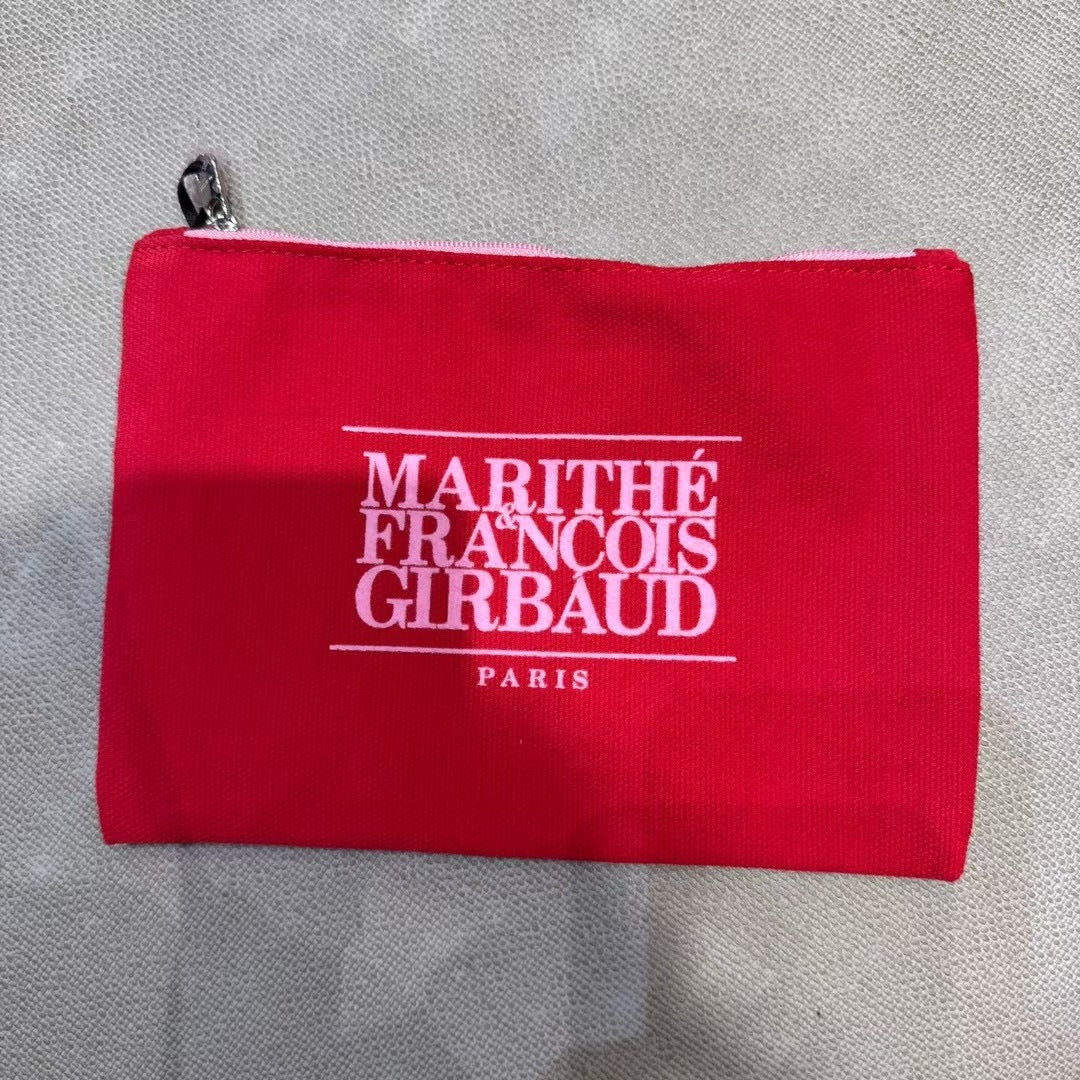 MARITHÉ
&
FRANÇOIS
GIRBAUD
PARIS